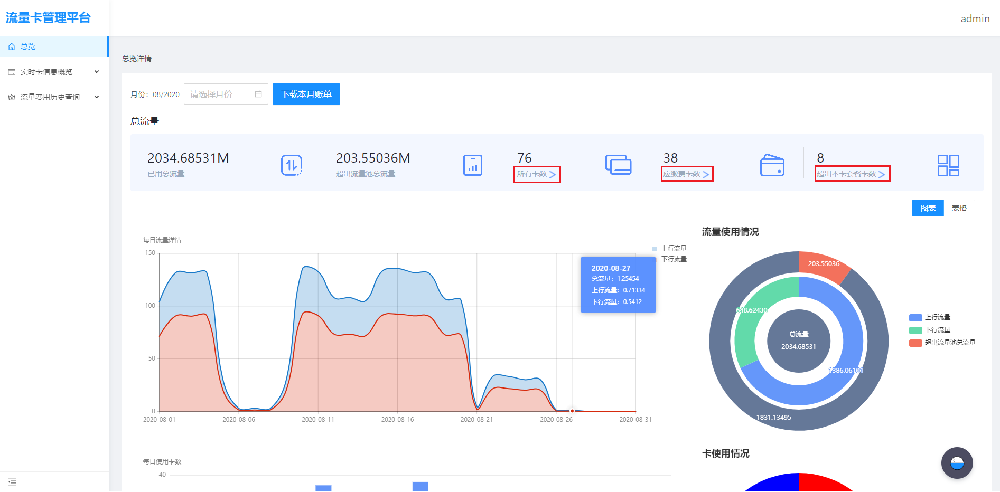 流量卡管理平台
admin
总览
实时卡信息概览
流量费用历史查询
总览详情
月份：08/2020 请选择月份 下载本月账单
总流量
2034.68531M
已用总流量
203.55036M
超出流量池总流量
76
所有卡数
38
应缴费卡数
8
超出本卡套餐卡数
图表 表格
每日流量详情
上行流量
下行流量
150
100
50
0
2020-08-01 2020-08-06 2020-08-11 2020-08-16 2020-08-21 2020-08-26 2020-08-31
2020-08-27
总流量：1.25454
上行流量：0.71334
下行流量：0.5412
流量使用情况
203.55036
648.62430
总流量
2034.68531
1386.06101
1831.13495
上行流量
下行流量
超出流量池总流量
每日使用卡数
40
卡使用情况